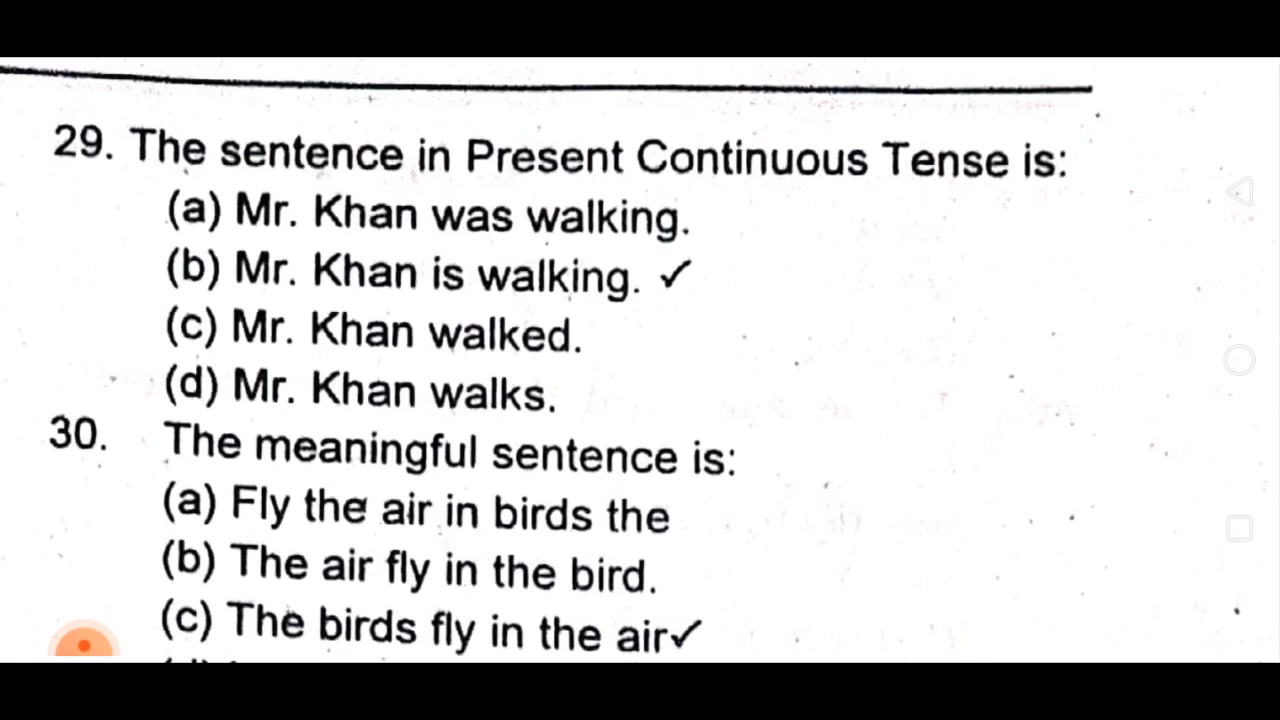 29. The sentence in Present Continuous Tense is:
(a) Mr. Khan was walking.
(b) Mr. Khan is walking. ✓
(c) Mr. Khan walked.
(d) Mr. Khan walks.
30. The meaningful sentence is:
(a) Fly the air in birds the
(b) The air fly in the bird.
(c) The birds fly in the air✓